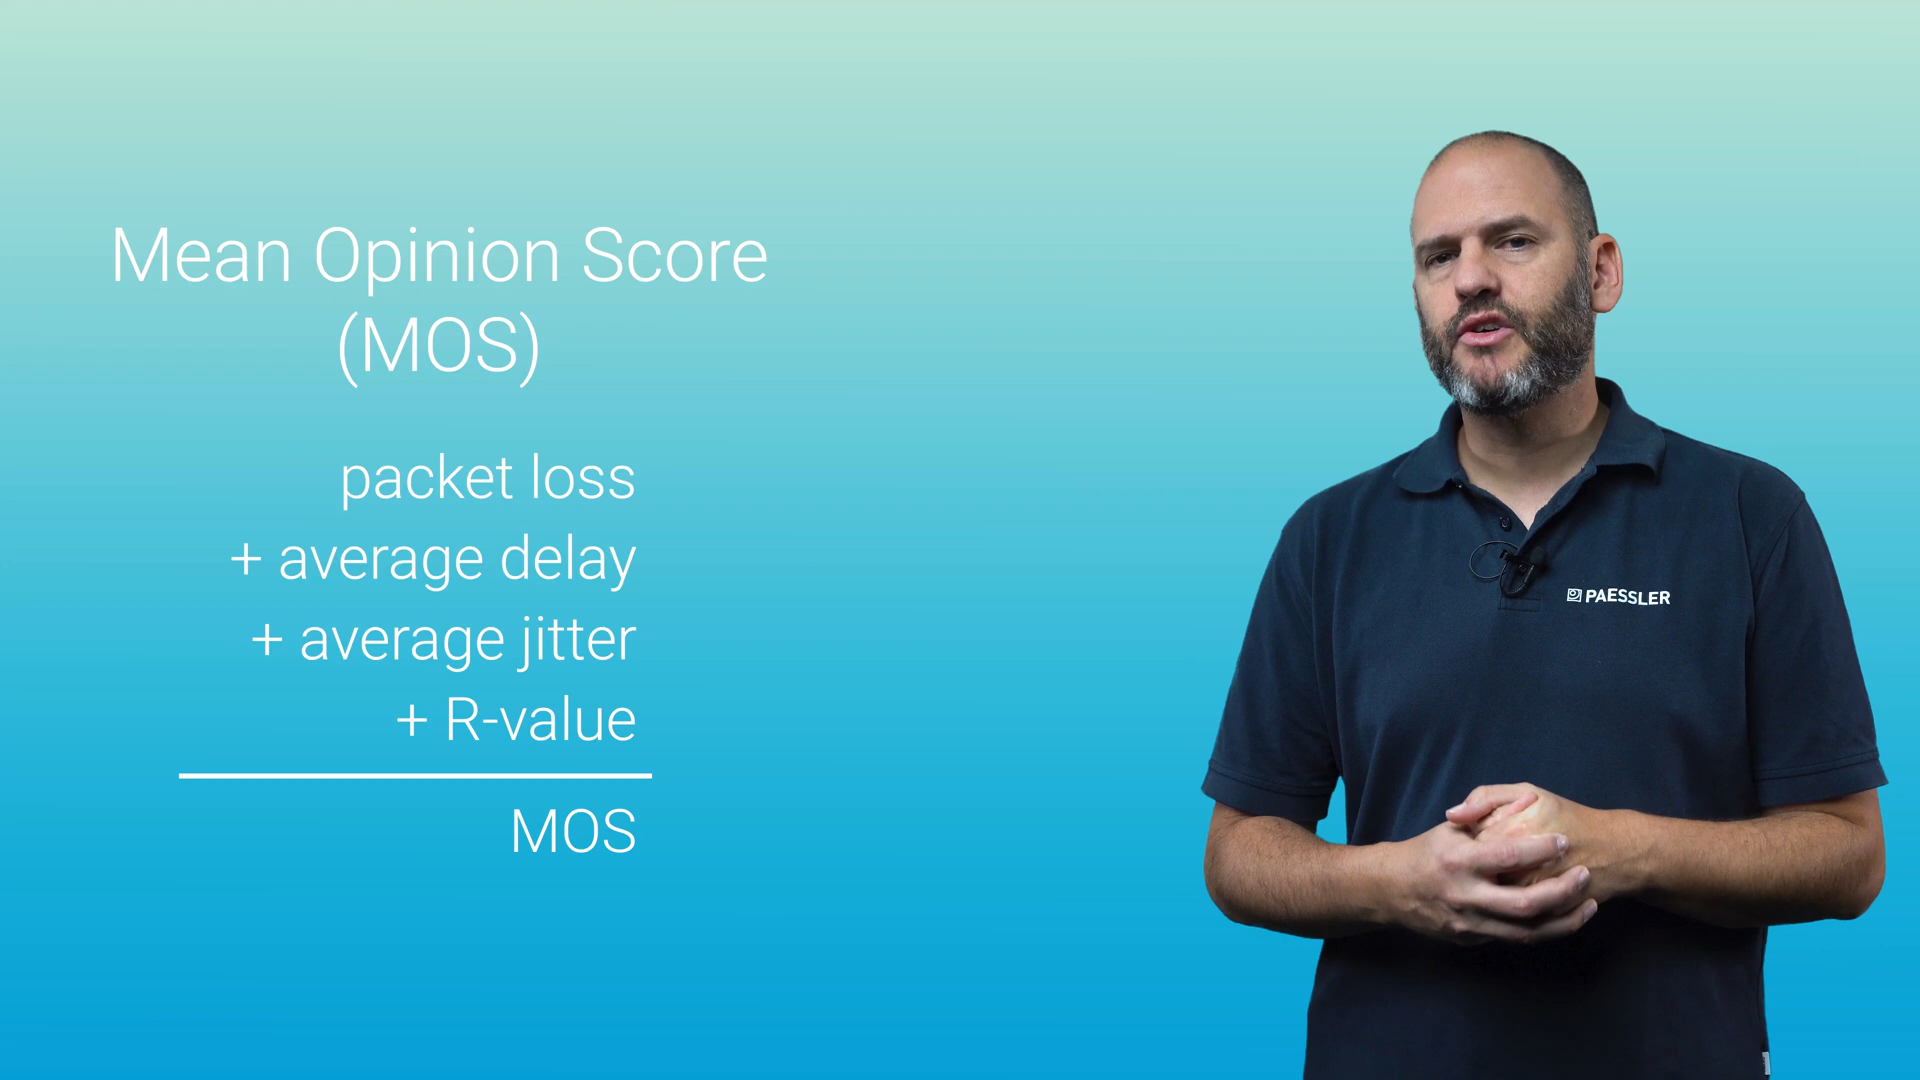 Mean Opinion Score
(MOS)
packet loss
+ average delay
+ average jitter
+ R-value
MOS
PAESSLER